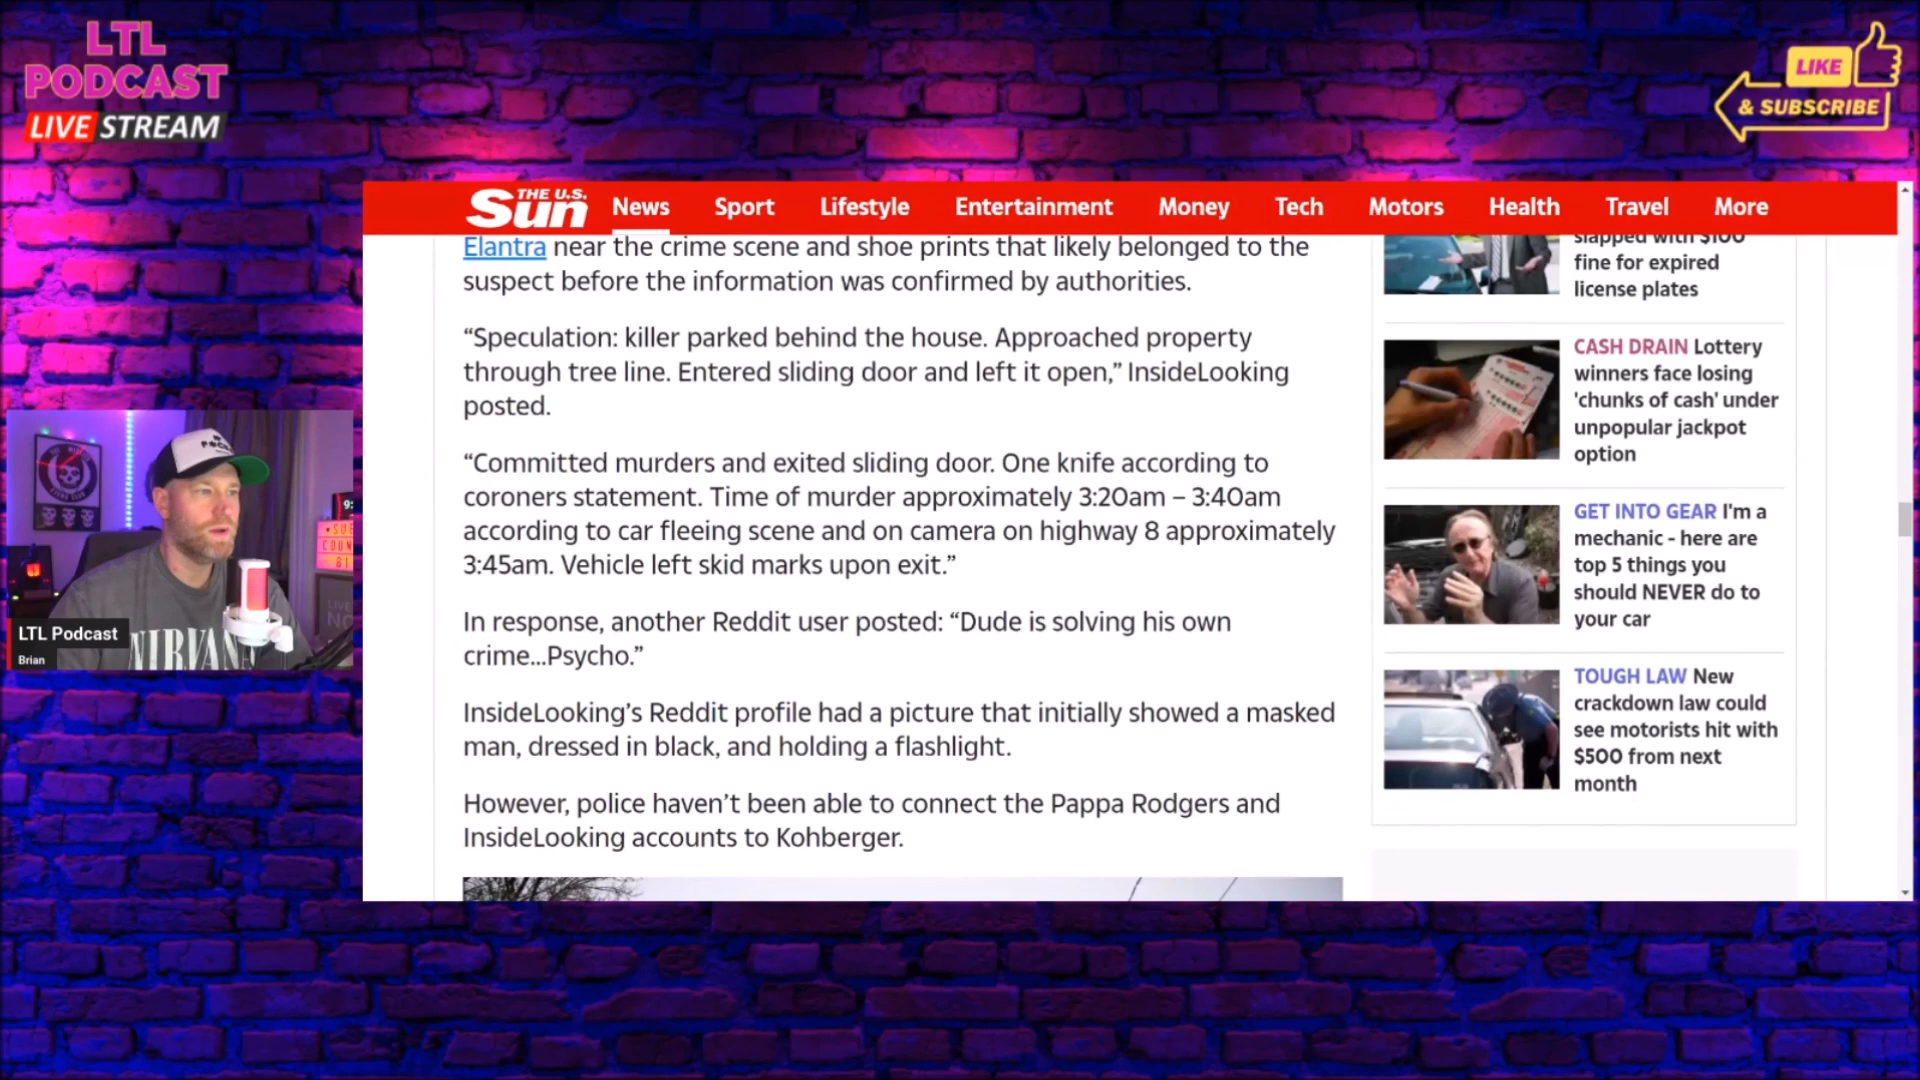 LTL
PODCAST
LIVE STREAM
LIKE
& SUBSCRIBE
THE U.S.
Sun
News
Sport
Lifestyle
Entertainment
Money
Tech
Motors
Health
Travel
More
Elantra near the crime scene and shoe prints that likely belonged to the
suspect before the information was confirmed by authorities.
“Speculation: killer parked behind the house. Approached property
through tree line. Entered sliding door and left it open,” InsideLooking
posted.
“Committed murders and exited sliding door. One knife according to
coroners statement. Time of murder approximately 3:20am – 3:40am
according to car fleeing scene and on camera on highway 8 approximately
3:45am. Vehicle left skid marks upon exit.”
In response, another Reddit user posted: “Dude is solving his own
crime...Psycho.”
InsideLooking’s Reddit profile had a picture that initially showed a masked
man, dressed in black, and holding a flashlight.
However, police haven’t been able to connect the Pappa Rodgers and
InsideLooking accounts to Kohberger.
slapped with $100
fine for expired
license plates
CASH DRAIN Lottery
winners face losing
'chunks of cash' under
unpopular jackpot
option
GET INTO GEAR I'm a
mechanic - here are
top 5 things you
should NEVER do to
your car
TOUGH LAW New
crackdown law could
see motorists hit with
$500 from next
month
LTL Podcast
Brian
NIRVANA